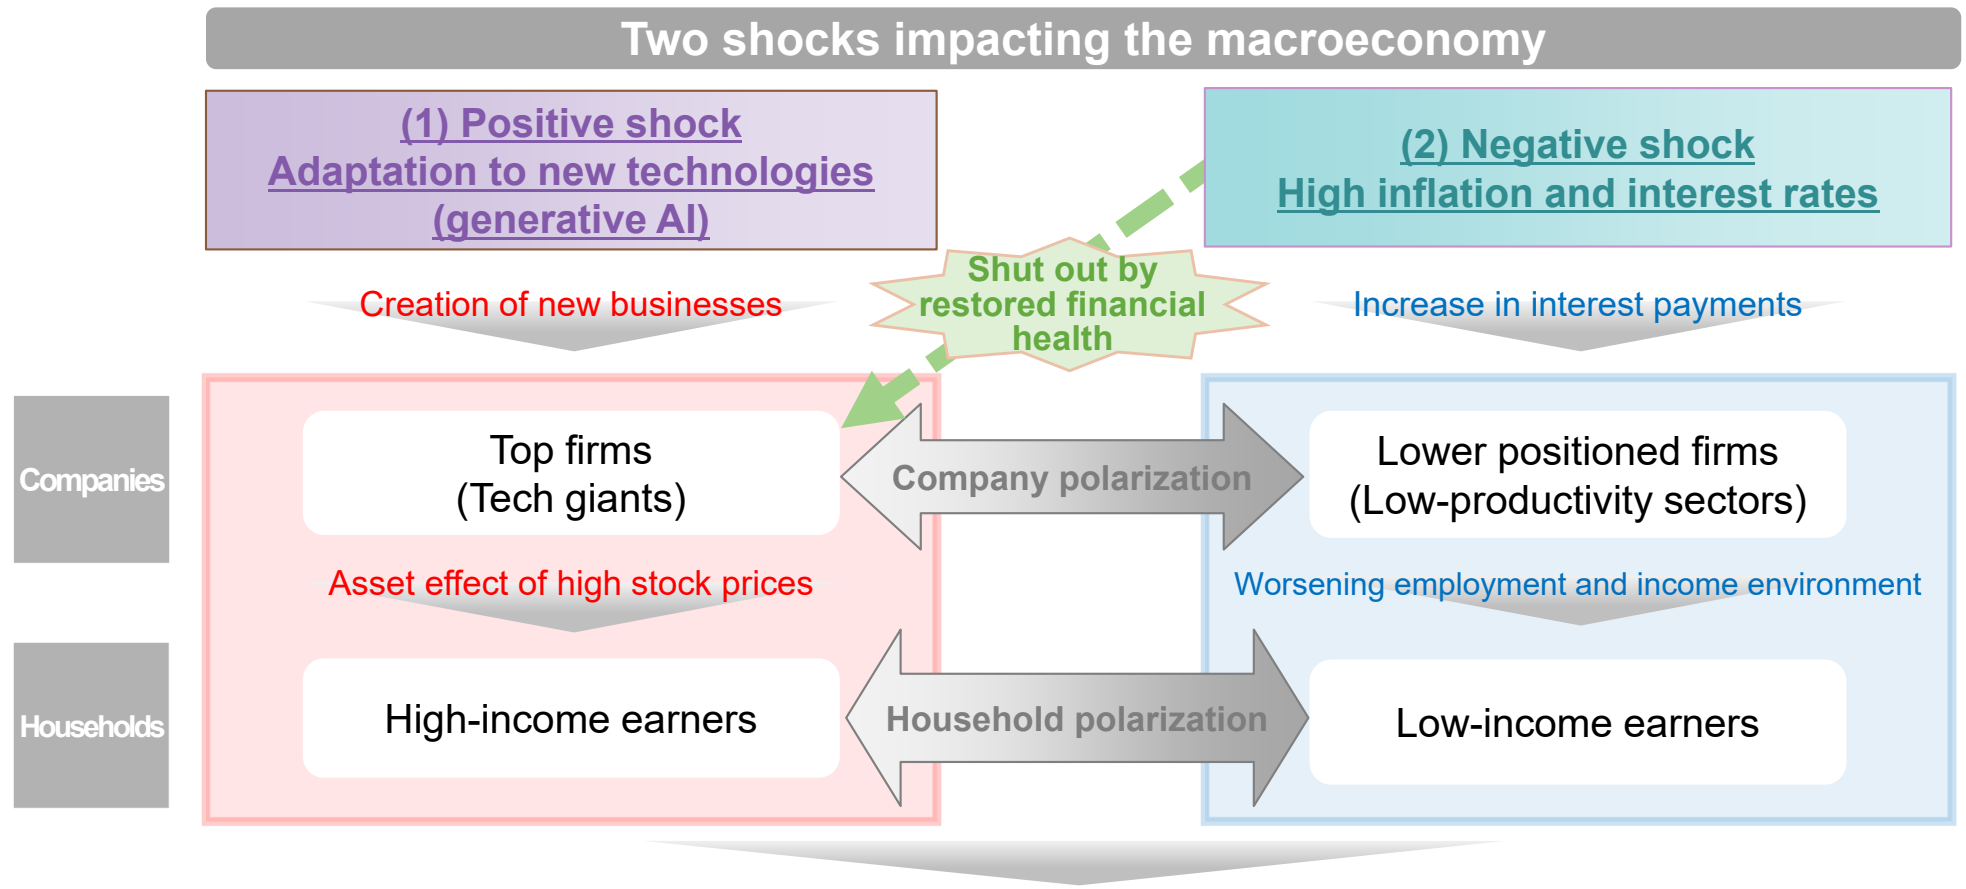 Two shocks impacting the macroeconomy
(1) Positive shock
Adaptation to new technologies
(generative AI)
(2) Negative shock
High inflation and interest rates
Shut out by
restored financial
health
Creation of new businesses
Increase in interest payments
Companies
Top firms
(Tech giants)
Company polarization
Lower positioned firms
(Low-productivity sectors)
Asset effect of high stock prices
Worsening employment and income environment
Households
High-income earners
Household polarization
Low-income earners